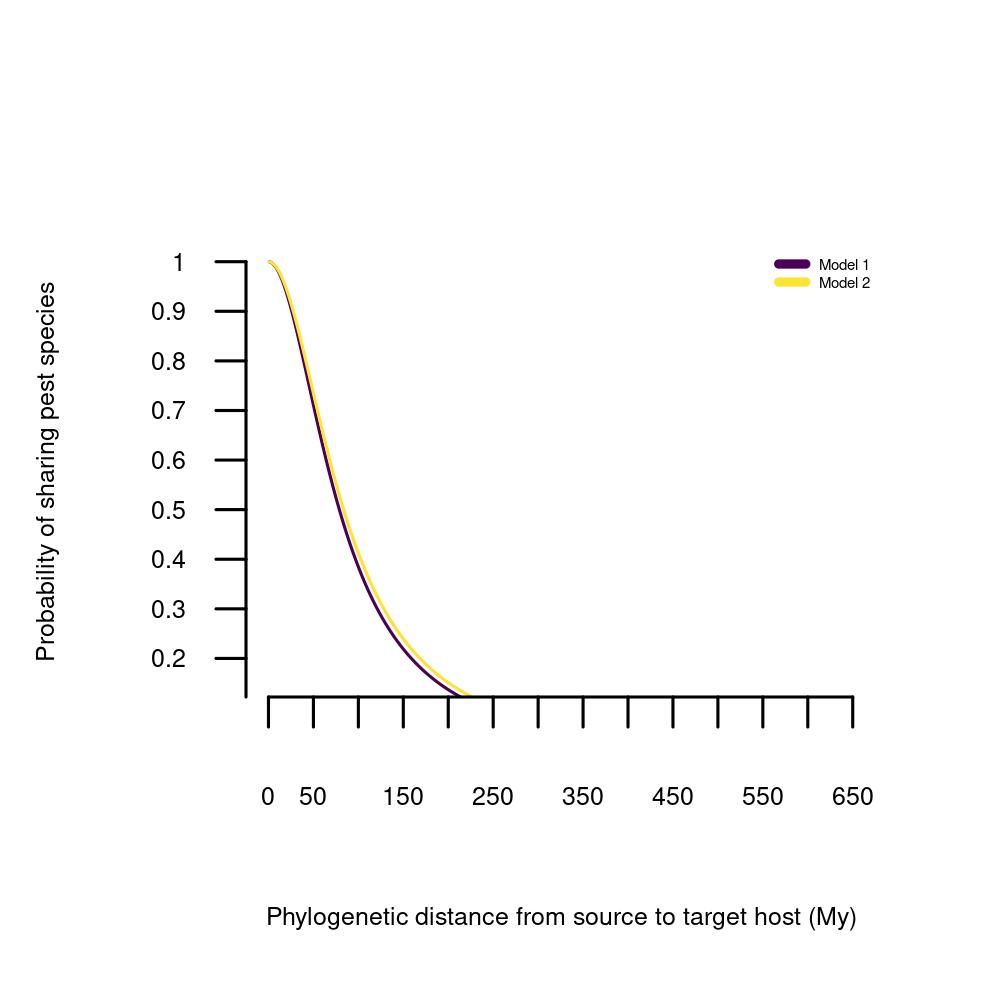 Probability of sharing pest species
1
0.9
0.8
0.7
0.6
0.5
0.4
0.3
0.2
Model 1
Model 2
0 50 150 250 350 450 550 650
Phylogenetic distance from source to target host (My)